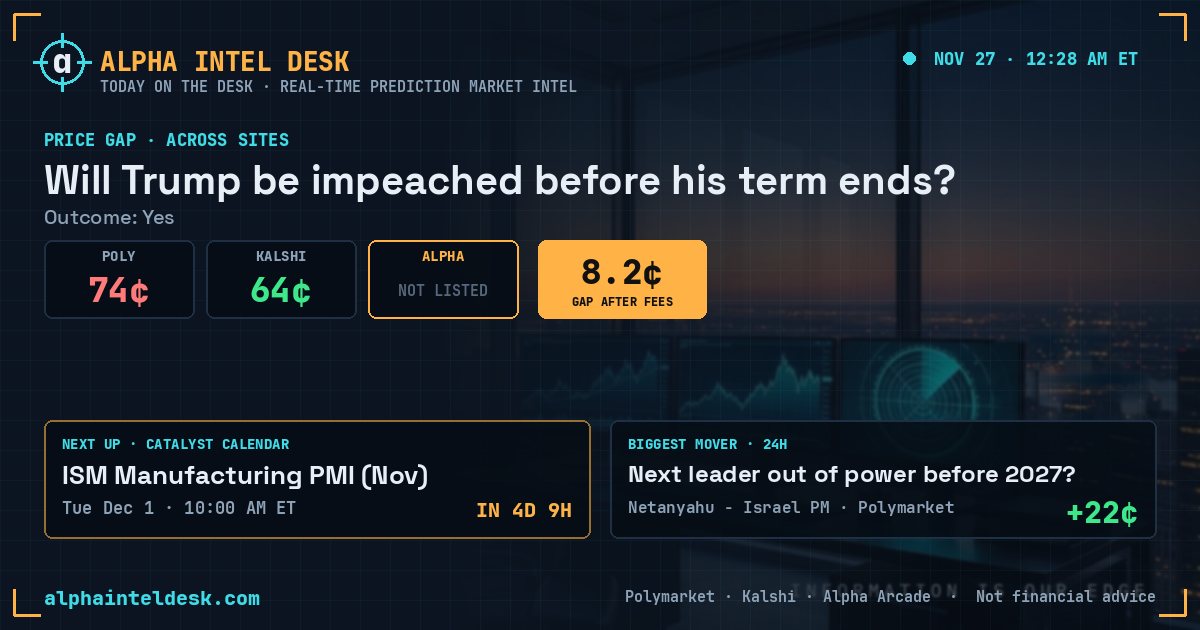 α
ALPHA INTEL DESK
TODAY ON THE DESK · REAL-TIME PREDICTION MARKET INTEL
NOV 27 · 12:28 AM ET
PRICE GAP · ACROSS SITES
Will Trump be impeached before his term ends?
Outcome: Yes
POLY
74¢
KALSHI
64¢
ALPHA
NOT LISTED
8.2¢
GAP AFTER FEES
NEXT UP · CATALYST CALENDAR
ISM Manufacturing PMI (Nov)
Tue Dec 1 · 10:00 AM ET
IN 4D 9H
BIGGEST MOVER · 24H
Next leader out of power before 2027?
Netanyahu - Israel PM · Polymarket
+22¢
INFORMATION IS OUR EDGE
alphainteldesk.com
Polymarket · Kalshi · Alpha Arcade · Not financial advice